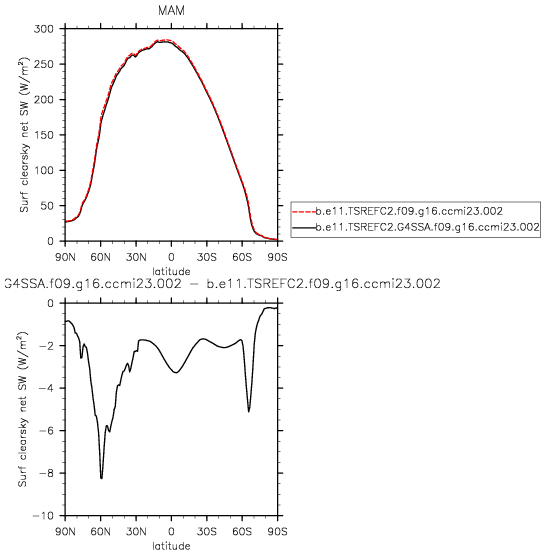 MAM
300
250
200
150
100
50
0
Surf clearsky net SW (W/m²)
90N 60N 30N 0 30S 60S 90S
latitude
b.e11.TSREFC2.f09.g16.ccmi23.002
b.e11.TSREFC2.G4SSA.f09.g16.ccmi23.002
G4SSA.f09.g16.ccmi23.002 − b.e11.TSREFC2.f09.g16.ccmi23.002
0
−2
−4
−6
−8
−10
Surf clearsky net SW (W/m²)
90N 60N 30N 0 30S 60S 90S
latitude